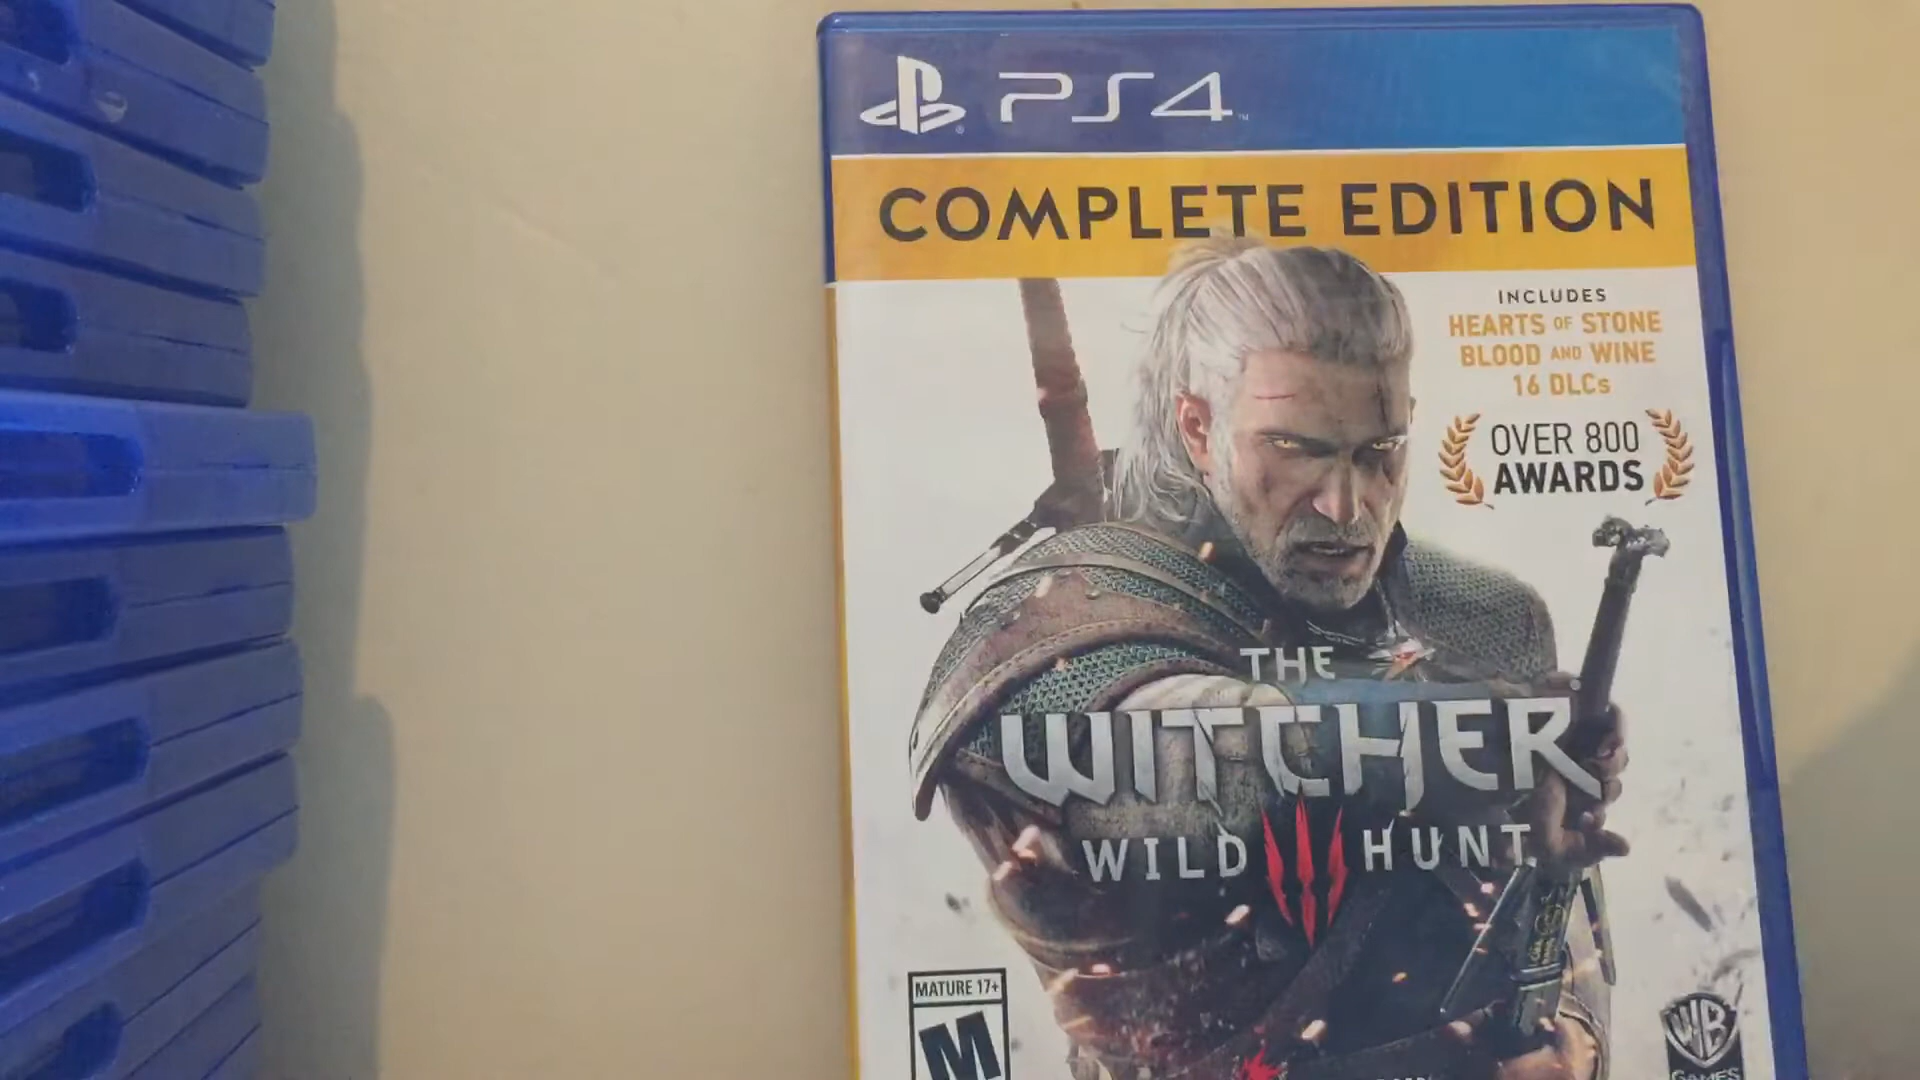 PS4
COMPLETE EDITION
INCLUDES
HEARTS OF STONE
BLOOD AND WINE
16 DLCs
OVER 800
AWARDS
THE
WITCHER
WILD HUNT
MATURE 17+
M
WB
GAMES